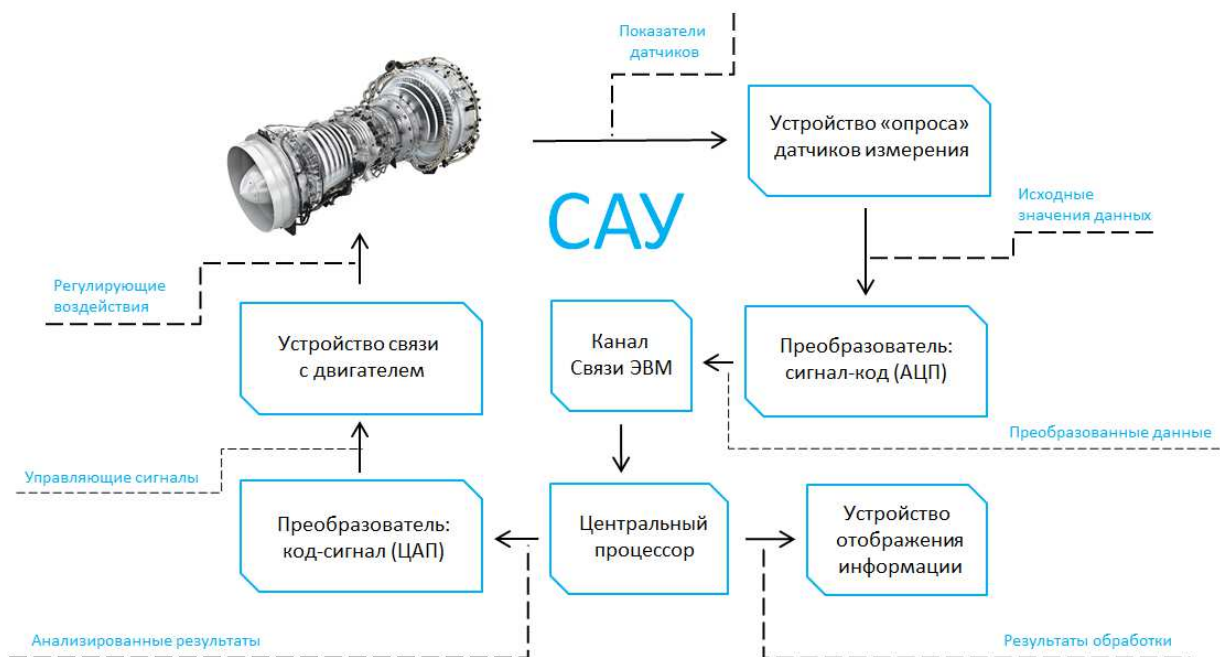 Показатели
датчиков
Устройство «опроса»
датчиков измерения
САУ
Исходные
значения данных
Регулирующие
воздействия
Устройство связи
с двигателем
Канал
Связи ЭВМ
Преобразователь:
сигнал-код (АЦП)
Преобразованные данные
Управляющие сигналы
Преобразователь:
код-сигнал (ЦАП)
Центральный
процессор
Устройство
отображения
информации
Анализированные результаты
Результаты обработки